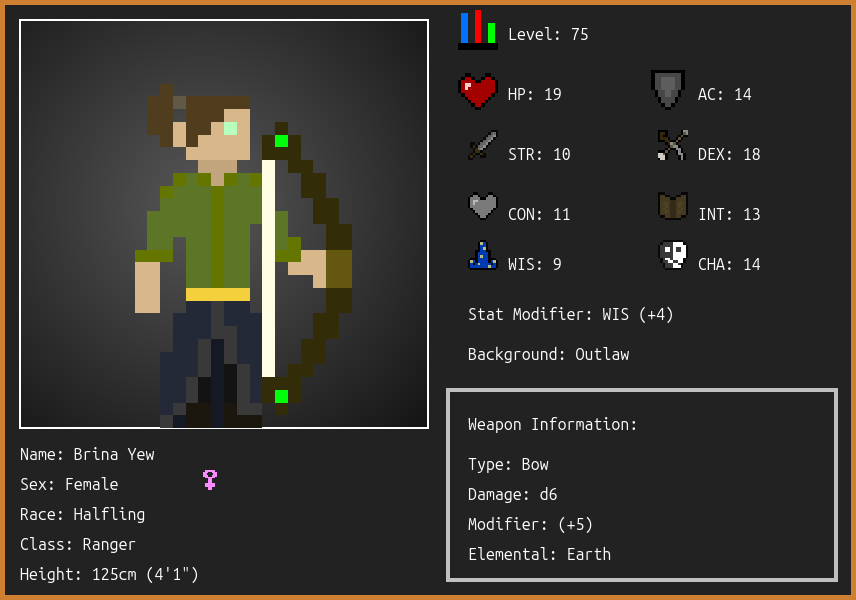 Level: 75
HP: 19
AC: 14
STR: 10
DEX: 18
CON: 11
INT: 13
WIS: 9
CHA: 14
Stat Modifier: WIS (+4)
Background: Outlaw
Weapon Information:
Type: Bow
Damage: d6
Modifier: (+5)
Elemental: Earth
Name: Brina Yew
Sex: Female
Race: Halfling
Class: Ranger
Height: 125cm (4'1")